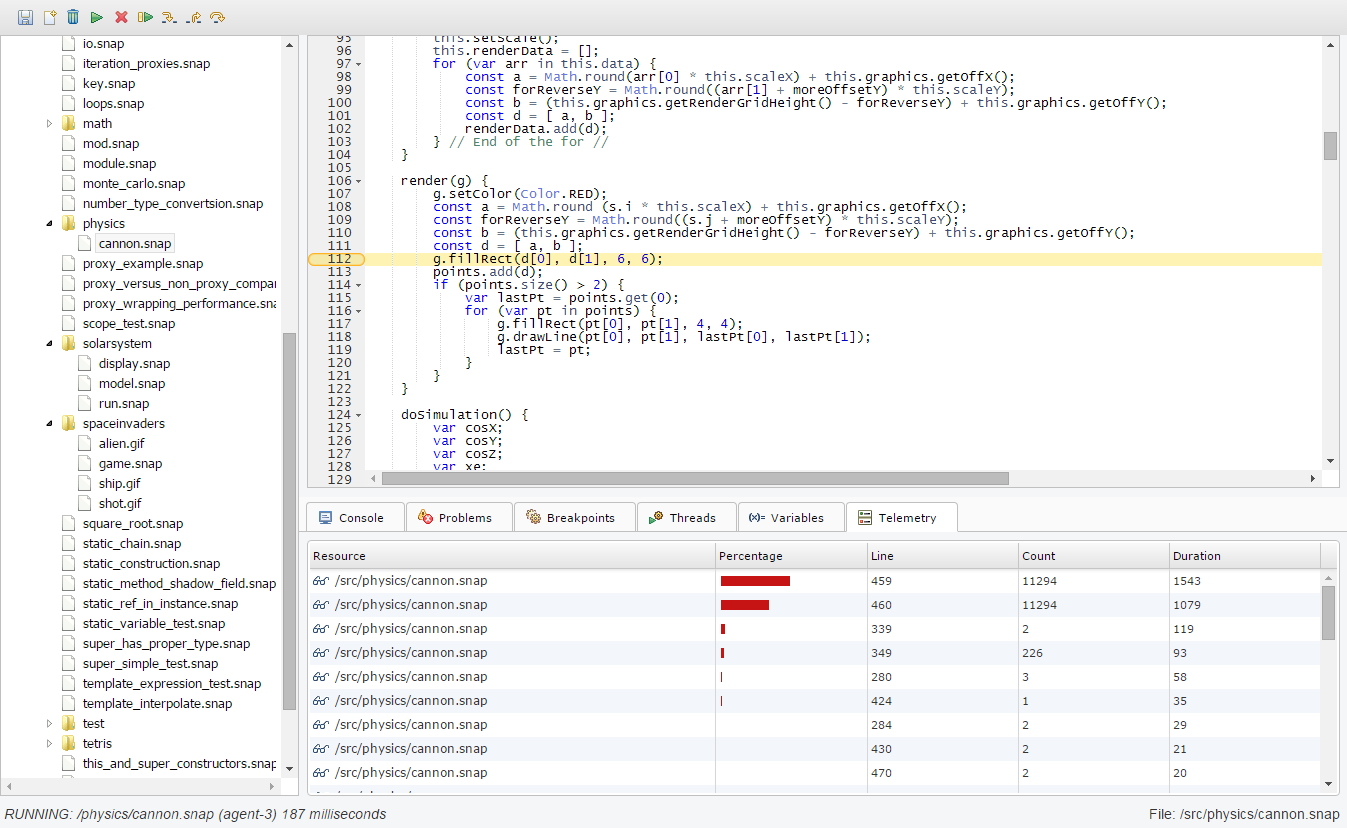 io.snap
iteration_proxies.snap
key.snap
loops.snap
math
mod.snap
module.snap
monte_carlo.snap
number_type_convertsion.snap
physics
cannon.snap
proxy_example.snap
proxy_versus_non_proxy_compar
proxy_wrapping_performance.sna
scope_test.snap
solarsystem
display.snap
model.snap
run.snap
spaceinvaders
alien.gif
game.snap
ship.gif
shot.gif
square_root.snap
static_chain.snap
static_construction.snap
static_method_shadow_field.snap
static_ref_in_instance.snap
static_variable_test.snap
super_has_proper_type.snap
super_simple_test.snap
template_expression_test.snap
template_interpolate.snap
test
tetris
this_and_super_constructors.snap
95 this.setScale();
96 this.renderData = [];
97 for (var arr in this.data) {
98 const a = Math.round(arr[0] * this.scaleX) + this.graphics.getOffX();
99 const forReverseY = Math.round((arr[1] + moreOffsetY) * this.scaleY);
100 const b = (this.graphics.getRenderGridHeight() - forReverseY) + this.graphics.getOffY();
101 const d = [ a, b ];
102 renderData.add(d);
103 } // End of the for //
104 }
105
106 render(g) {
107 g.setColor(Color.RED);
108 const a = Math.round (s.i * this.scaleX) + this.graphics.getOffX();
109 const forReverseY = Math.round((s.j + moreOffsetY) * this.scaleY);
110 const b = (this.graphics.getRenderGridHeight() - forReverseY) + this.graphics.getOffY();
111 const d = [ a, b ];
112 g.fillRect(d[0], d[1], 6, 6);
113 points.add(d);
114 if (points.size() > 2) {
115 var lastPt = points.get(0);
116 for (var pt in points) {
117 g.fillRect(pt[0], pt[1], 4, 4);
118 g.drawLine(pt[0], pt[1], lastPt[0], lastPt[1]);
119 lastPt = pt;
120 }
121 }
122 }
123
124 doSimulation() {
125 var cosX;
126 var cosY;
127 var cosZ;
128 var xe;
129
Console Problems Breakpoints Threads (x)= Variables Telemetry
Resource Percentage Line Count Duration
/src/physics/cannon.snap 459 11294 1543
/src/physics/cannon.snap 460 11294 1079
/src/physics/cannon.snap 339 2 119
/src/physics/cannon.snap 349 226 93
/src/physics/cannon.snap 280 3 58
/src/physics/cannon.snap 424 1 35
/src/physics/cannon.snap 284 2 29
/src/physics/cannon.snap 430 2 21
/src/physics/cannon.snap 470 2 20
RUNNING: /physics/cannon.snap (agent-3) 187 milliseconds
File: /src/physics/cannon.snap